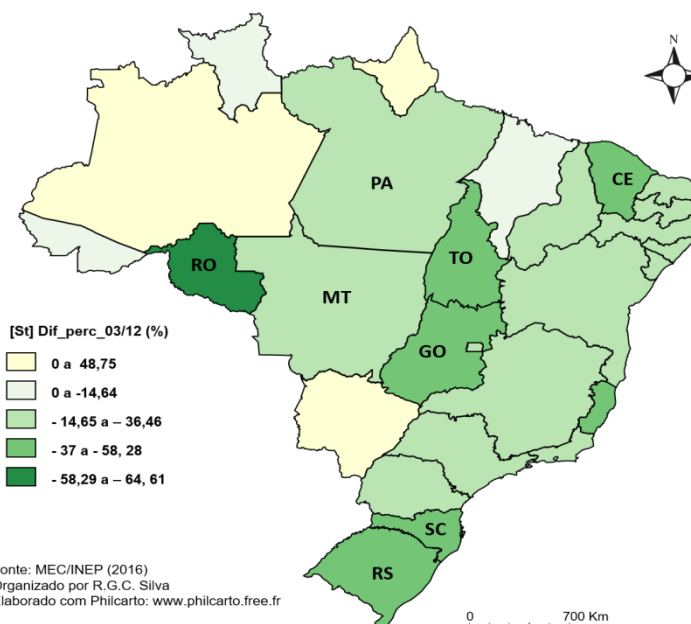 N
CE
PA
TO
RO
MT
GO
[St] Dif_perc_03/12 (%)
0 a 48,75
0 a -14,64
- 14,65 a – 36,46
- 37 a - 58, 28
- 58,29 a – 64, 61
SC
RS
onte: MEC/INEP (2016)
Organizado por R.G.C. Silva
Elaborado com Philcarto: www.philcarto.free.fr
0 700 Km